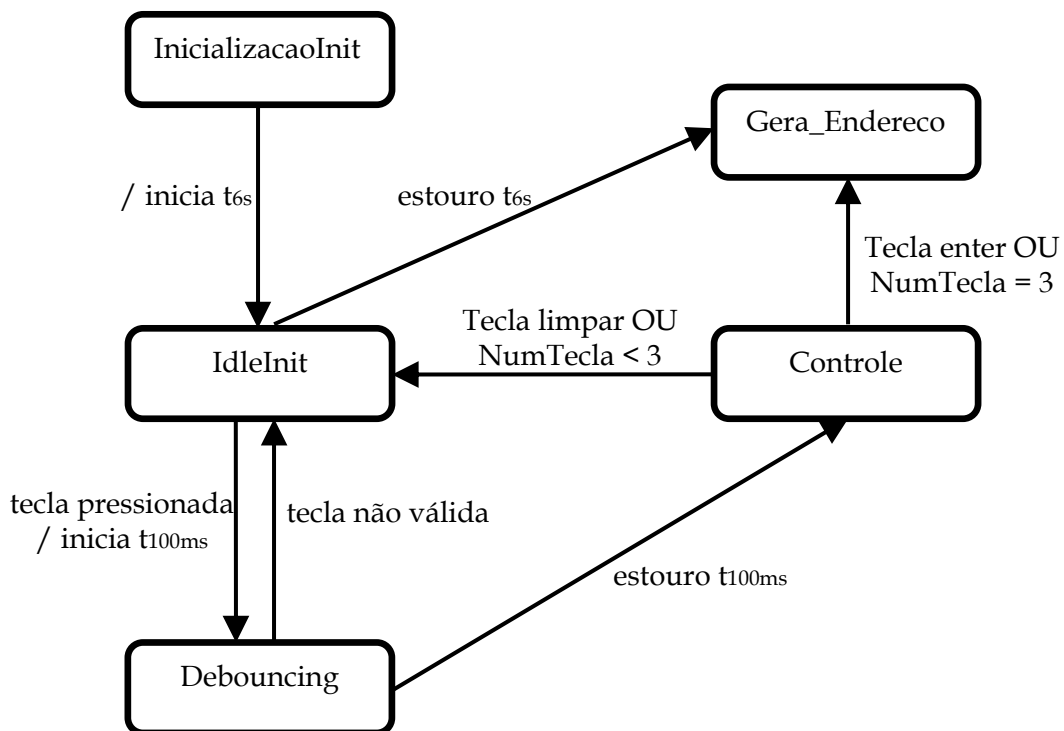 InicializacaoInit
Gera_Endereco
/ inicia t6s
estouro t6s
Tecla enter OU
NumTecla = 3
Tecla limpar OU
NumTecla < 3
IdleInit
Controle
tecla pressionada
/ inicia t100ms
tecla não válida
estouro t100ms
Debouncing